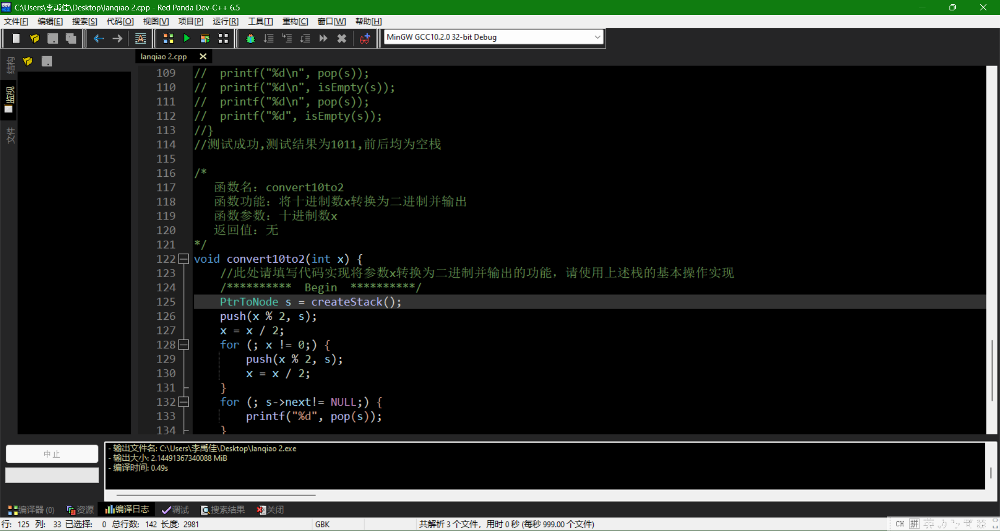 C:\Users\李禹佳\Desktop\lanqiao 2.cpp - Red Panda Dev-C++ 6.5
文件[F] 编辑[E] 搜索[S] 代码[O] 视图[V] 项目[P] 运行[R] 工具[T] 重构[C] 窗口[W] 帮助[H]
MinGW GCC10.2.0 32-bit Debug
结构
监视
文件
lanqiao 2.cpp
109 //  printf("%d\n", pop(s));
110 //  printf("%d\n", isEmpty(s));
111 //  printf("%d\n", pop(s));
112 //  printf("%d", isEmpty(s));
113 //}
114 //测试成功,测试结果为1011,前后均为空栈
115
116 /*
117    函数名：convert10to2
118    函数功能：将十进制数x转换为二进制并输出
119    函数参数：十进制数x
120    返回值：无
121 */
122 void convert10to2(int x) {
123     //此处请填写代码实现将参数x转换为二进制并输出的功能，请使用上述栈的基本操作实现
124     /**********  Begin  **********/
125     PtrToNode s = createStack();
126     push(x % 2, s);
127     x = x / 2;
128     for (; x != 0;) {
129         push(x % 2, s);
130         x = x / 2;
131     }
132     for (; s->next!= NULL;) {
133         printf("%d", pop(s));
134     }
中止
- 输出文件名: C:\Users\李禹佳\Desktop\lanqiao 2.exe
- 输出大小: 2.14491367340088 MiB
- 编译时间: 0.49s
编译器 (0) 资源 编译日志 调试 搜索结果 关闭
行: 125 列: 33 已选择: 0 总行数: 142 长度: 2981 GBK 共解析 3 个文件，用时 0 秒 (每秒 999.00 个文件) CH 拼 英